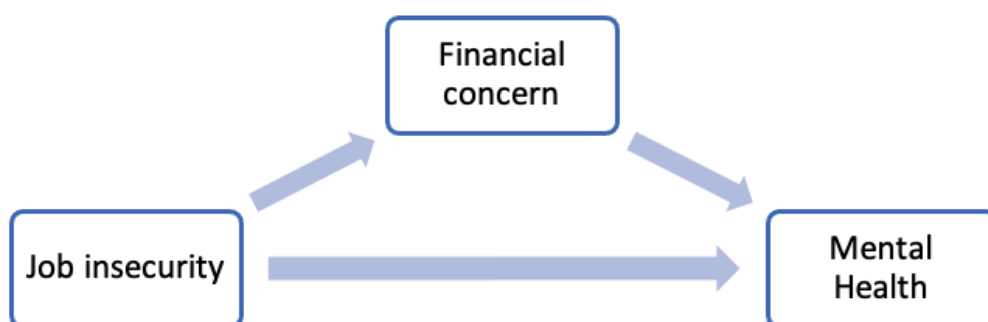 Financial
concern
Job insecurity
Mental
Health